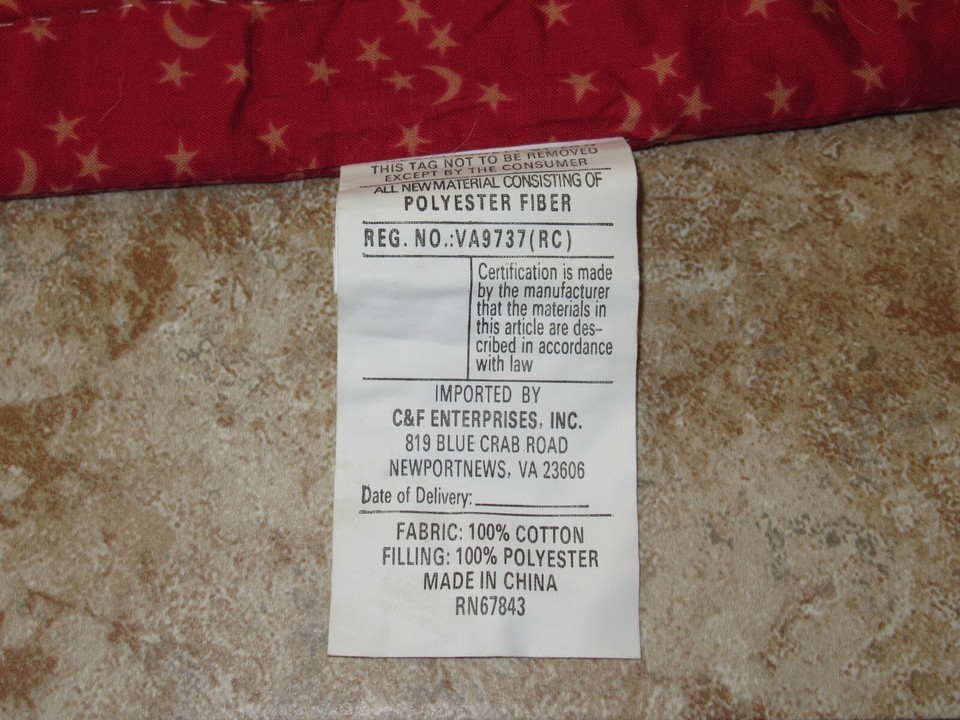 THIS TAG NOT TO BE REMOVED
EXCEPT BY THE CONSUMER
ALL NEW MATERIAL CONSISTING OF
POLYESTER FIBER
REG. NO.:VA9737(RC)
Certification is made
by the manufacturer
that the materials in
this article are des-
cribed in accordance
with law
IMPORTED BY
C&F ENTERPRISES, INC.
819 BLUE CRAB ROAD
NEWPORTNEWS, VA 23606
Date of Delivery:
FABRIC: 100% COTTON
FILLING: 100% POLYESTER
MADE IN CHINA
RN67843